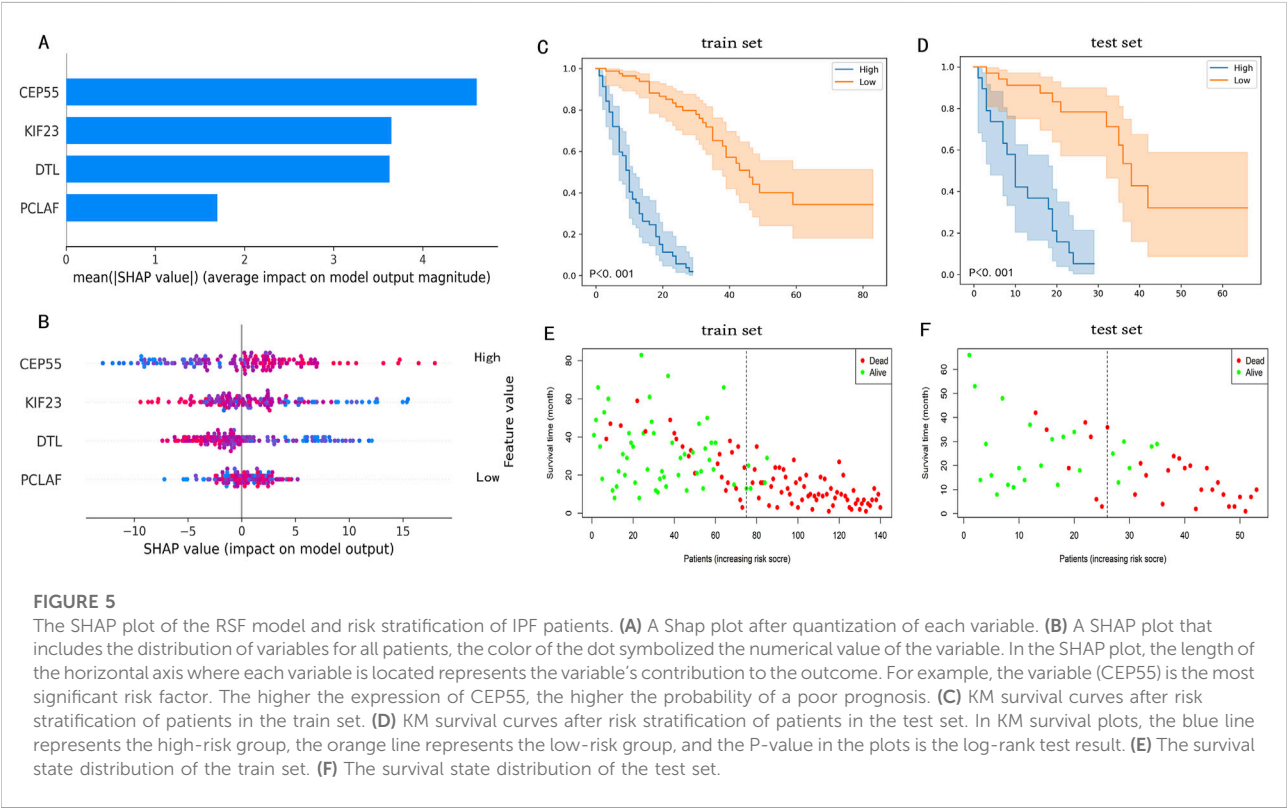 A
CEP55
KIF23
DTL
PCLAF
0 1 2 3 4
mean(|SHAP value|) (average impact on model output magnitude)
B
CEP55
KIF23
DTL
PCLAF
High
Feature value
Low
−10 −5 0 5 10 15
SHAP value (impact on model output)
C
train set
High
Low
1.0
0.8
0.6
0.4
0.2
0.0
P<0. 001
0 20 40 60 80
D
test set
High
Low
1.0
0.8
0.6
0.4
0.2
0.0
P<0. 001
0 10 20 30 40 50 60
E
train set
Dead
Alive
Survival time (month)
80
60
40
20
0
0 20 40 60 80 100 120 140
Patients (increasing risk socre)
F
test set
Dead
Alive
Survival time (month)
60
50
40
30
20
10
0
0 10 20 30 40 50
Patients (increasing risk socre)
FIGURE 5
The SHAP plot of the RSF model and risk stratification of IPF patients. (A) A Shap plot after quantization of each variable. (B) A SHAP plot that
includes the distribution of variables for all patients, the color of the dot symbolized the numerical value of the variable. In the SHAP plot, the length of
the horizontal axis where each variable is located represents the variable's contribution to the outcome. For example, the variable (CEP55) is the most
significant risk factor. The higher the expression of CEP55, the higher the probability of a poor prognosis. (C) KM survival curves after risk
stratification of patients in the train set. (D) KM survival curves after risk stratification of patients in the test set. In KM survival plots, the blue line
represents the high-risk group, the orange line represents the low-risk group, and the P-value in the plots is the log-rank test result. (E) The survival
state distribution of the train set. (F) The survival state distribution of the test set.